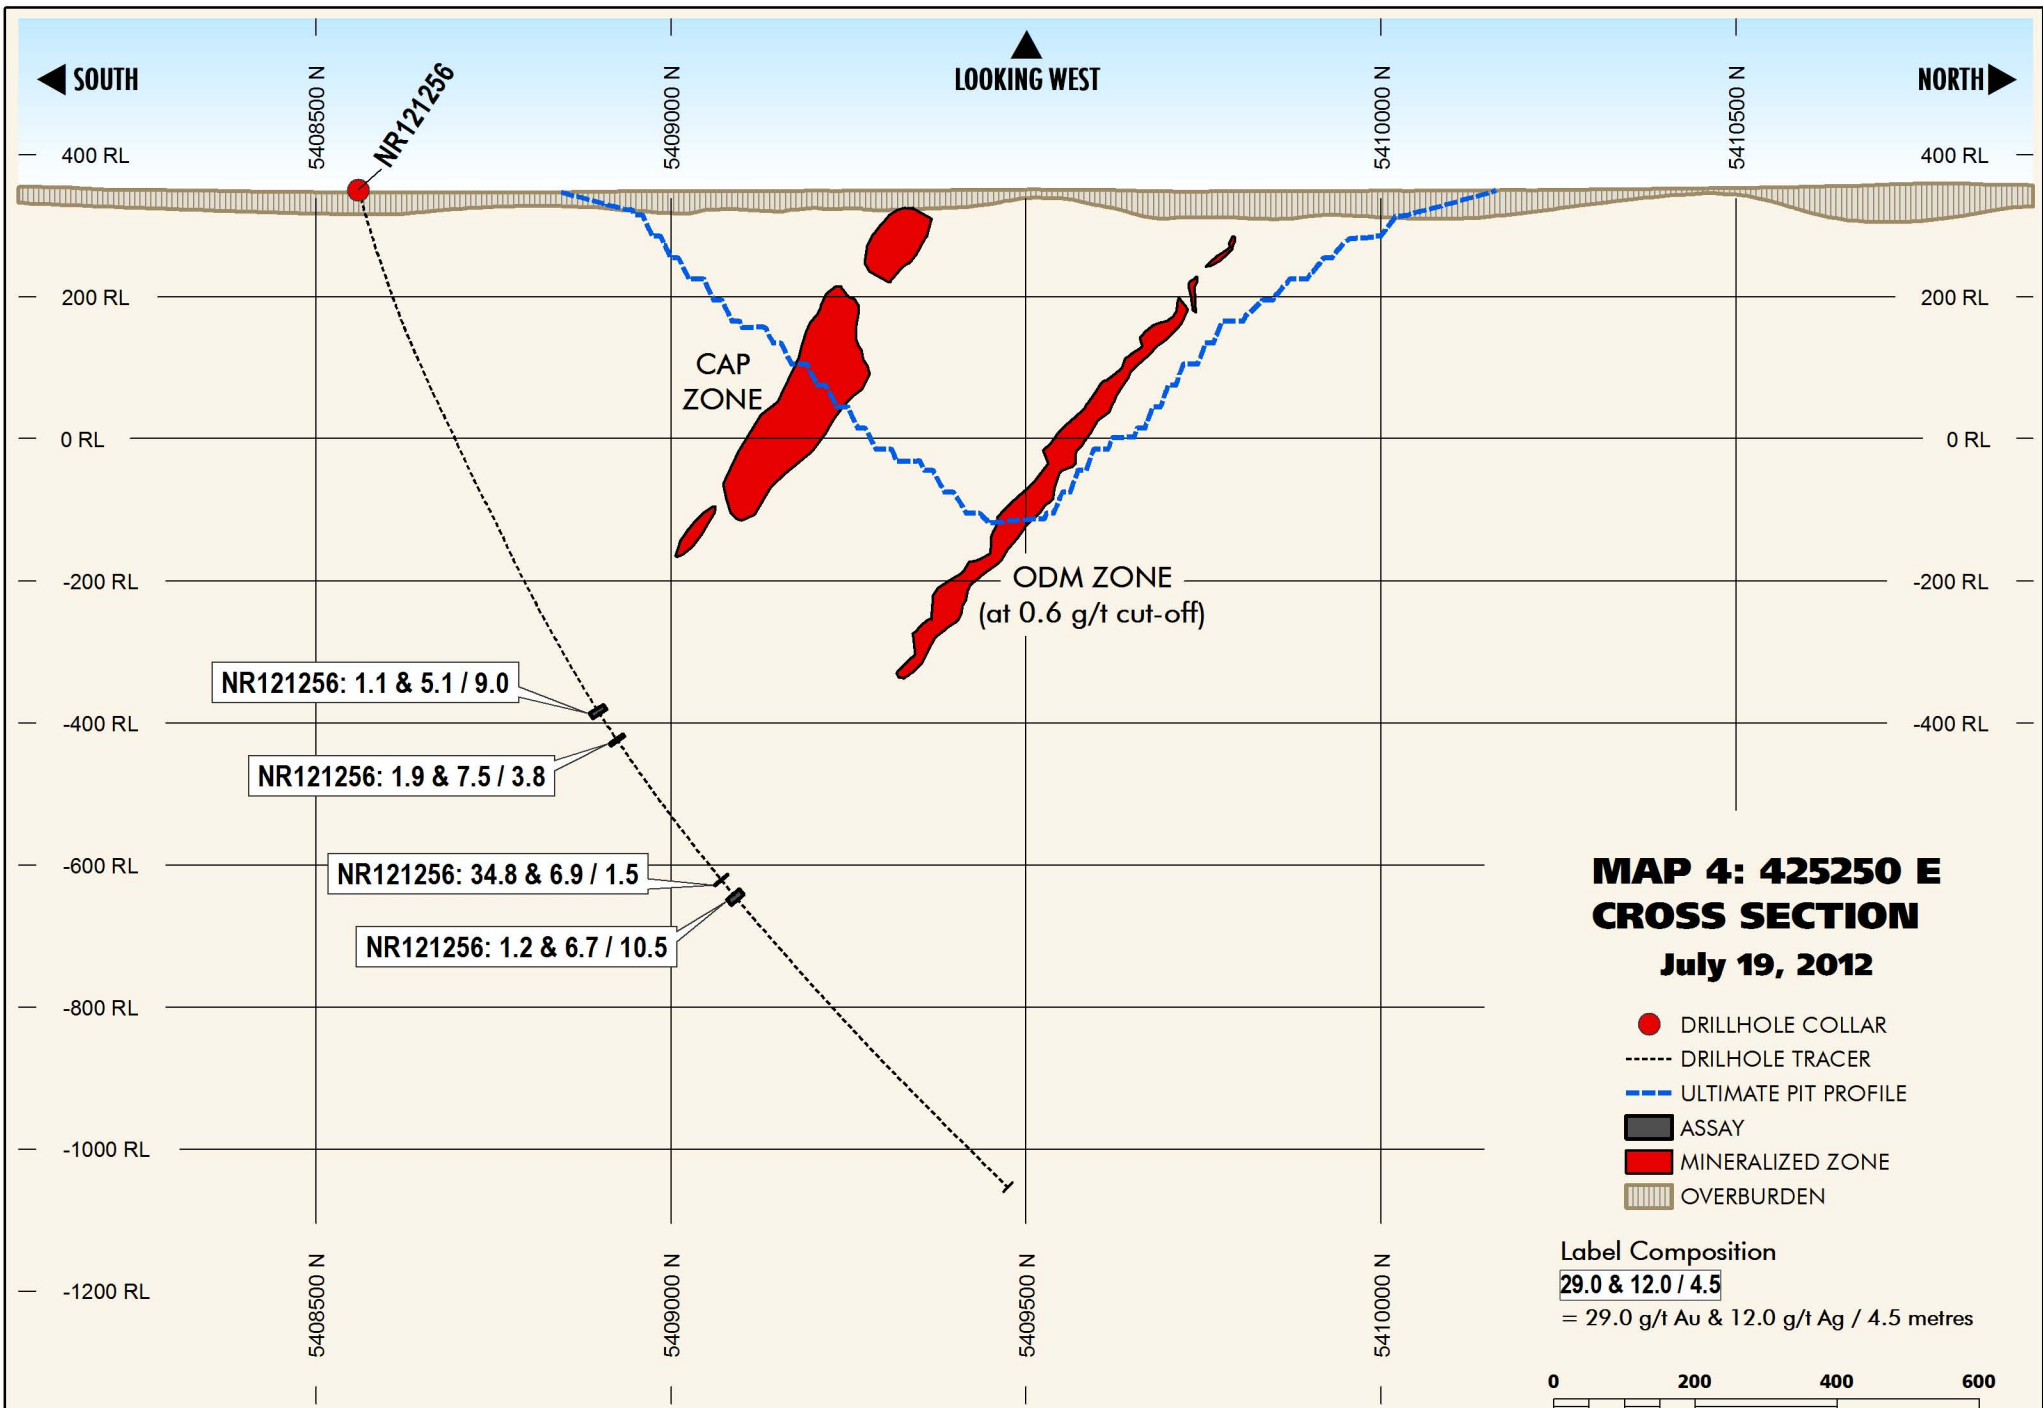 SOUTH
LOOKING WEST
NORTH
5408500 N
5409000 N
5410000 N
5410500 N
NR121256
400 RL
400 RL
200 RL
200 RL
CAP
ZONE
0 RL
0 RL
-200 RL
ODM ZONE
-200 RL
(at 0.6 g/t cut-off)
NR121256: 1.1 & 5.1 / 9.0
-400 RL
-400 RL
NR121256: 1.9 & 7.5 / 3.8
-600 RL
NR121256: 34.8 & 6.9 / 1.5
NR121256: 1.2 & 6.7 / 10.5
-800 RL
-1000 RL
-1200 RL
5408500 N
5409000 N
5409500 N
5410000 N
MAP 4: 425250 E
CROSS SECTION
July 19, 2012
DRILLHOLE COLLAR
DRILHOLE TRACER
ULTIMATE PIT PROFILE
ASSAY
MINERALIZED ZONE
OVERBURDEN
Label Composition
29.0 & 12.0 / 4.5
= 29.0 g/t Au & 12.0 g/t Ag / 4.5 metres
0 200 400 600